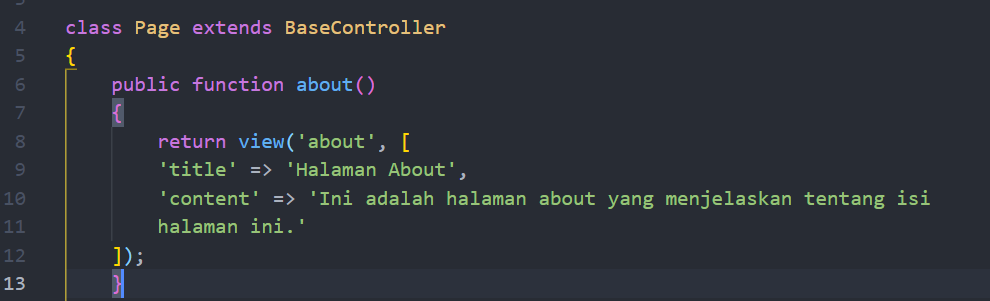 4 class Page extends BaseController
5 {
6 public function about()
7 {
8 return view('about', [
9 'title' => 'Halaman About',
10 'content' => 'Ini adalah halaman about yang menjelaskan tentang isi
11 halaman ini.'
12 ]);
13 }